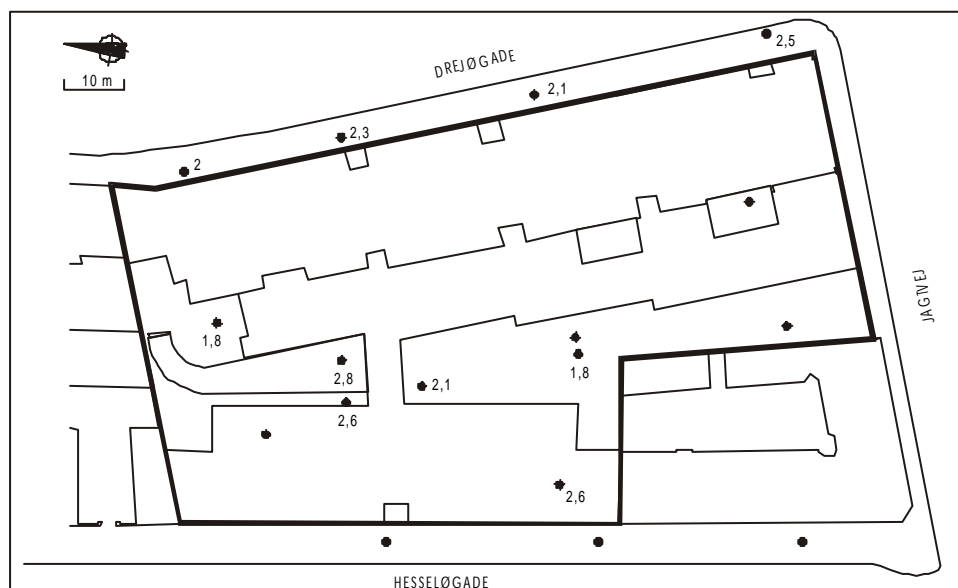 2,5
DREJØGADE
10 m
2,1
2,3
2
JAGTVEJ
1,8
2,8
1,8
2,1
2,6
2,6
HESSELØGADE